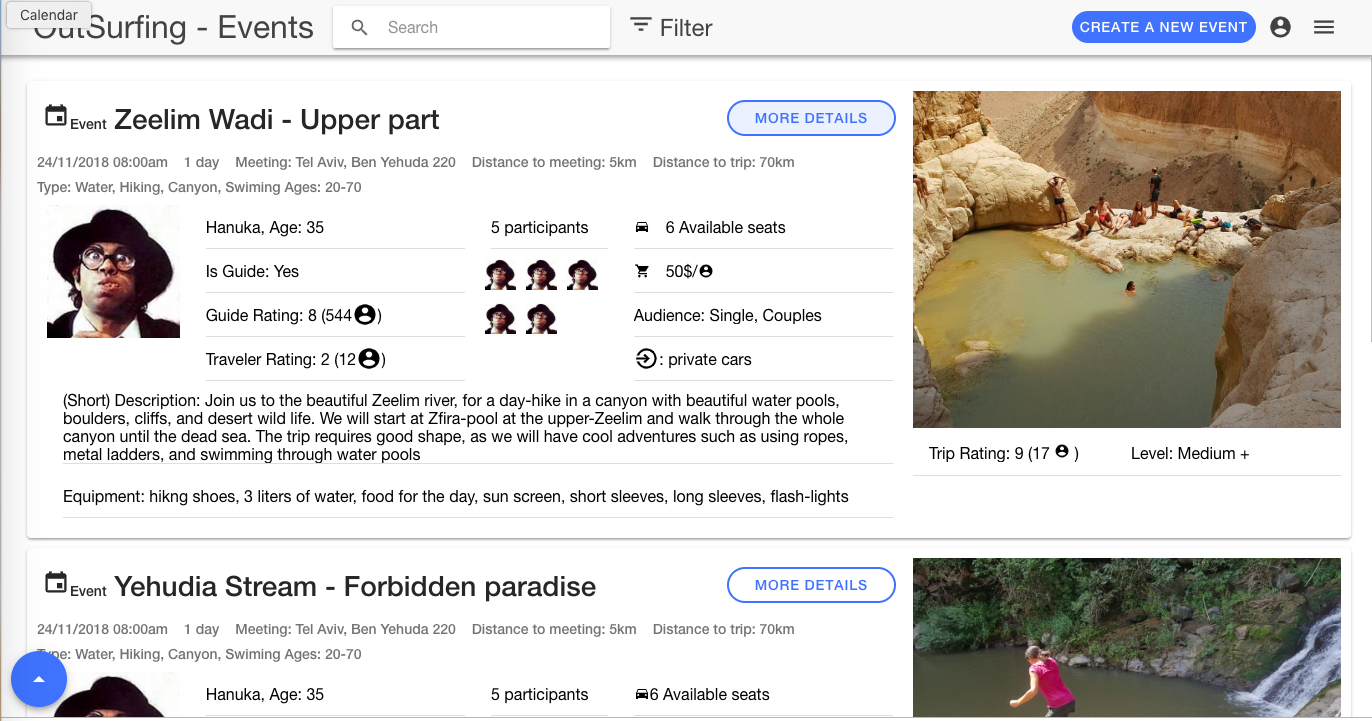 Calendar
OutSurfing - Events
Search
Filter
CREATE A NEW EVENT
Event Zeelim Wadi - Upper part
MORE DETAILS
24/11/2018 08:00am 1 day Meeting: Tel Aviv, Ben Yehuda 220 Distance to meeting: 5km Distance to trip: 70km
Type: Water, Hiking, Canyon, Swiming Ages: 20-70
Hanuka, Age: 35
Is Guide: Yes
Guide Rating: 8 (544 )
Traveler Rating: 2 (12 )
5 participants
6 Available seats
50$/
Audience: Single, Couples
: private cars
(Short) Description: Join us to the beautiful Zeelim river, for a day-hike in a canyon with beautiful water pools,
boulders, cliffs, and desert wild life. We will start at Zfira-pool at the upper-Zeelim and walk through the whole
canyon until the dead sea. The trip requires good shape, as we will have cool adventures such as using ropes,
metal ladders, and swimming through water pools
Equipment: hikng shoes, 3 liters of water, food for the day, sun screen, short sleeves, long sleeves, flash-lights
Trip Rating: 9 (17 )
Level: Medium +
Event Yehudia Stream - Forbidden paradise
MORE DETAILS
24/11/2018 08:00am 1 day Meeting: Tel Aviv, Ben Yehuda 220 Distance to meeting: 5km Distance to trip: 70km
Type: Water, Hiking, Canyon, Swiming Ages: 20-70
Hanuka, Age: 35
5 participants
6 Available seats